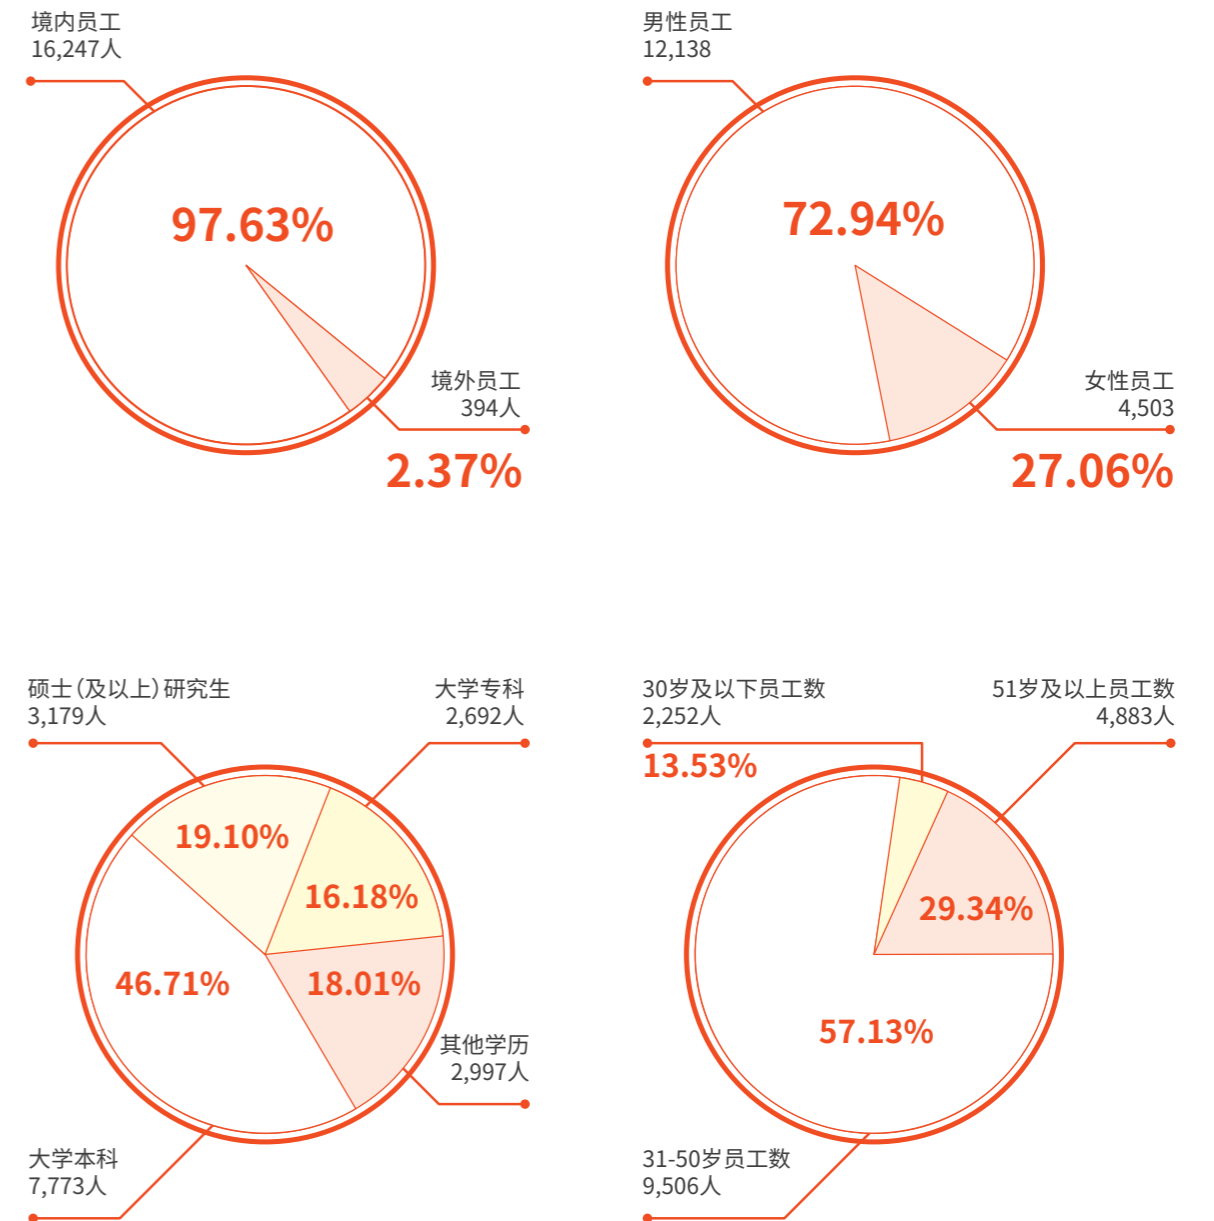 境内员工
16,247人
97.63%
境外员工
394人
2.37%
男性员工
12,138
72.94%
女性员工
4,503
27.06%
硕士(及以上)研究生
3,179人
19.10%
大学专科
2,692人
16.18%
46.71%
18.01%
其他学历
2,997人
大学本科
7,773人
30岁及以下员工数
2,252人
13.53%
51岁及以上员工数
4,883人
29.34%
57.13%
31-50岁员工数
9,506人